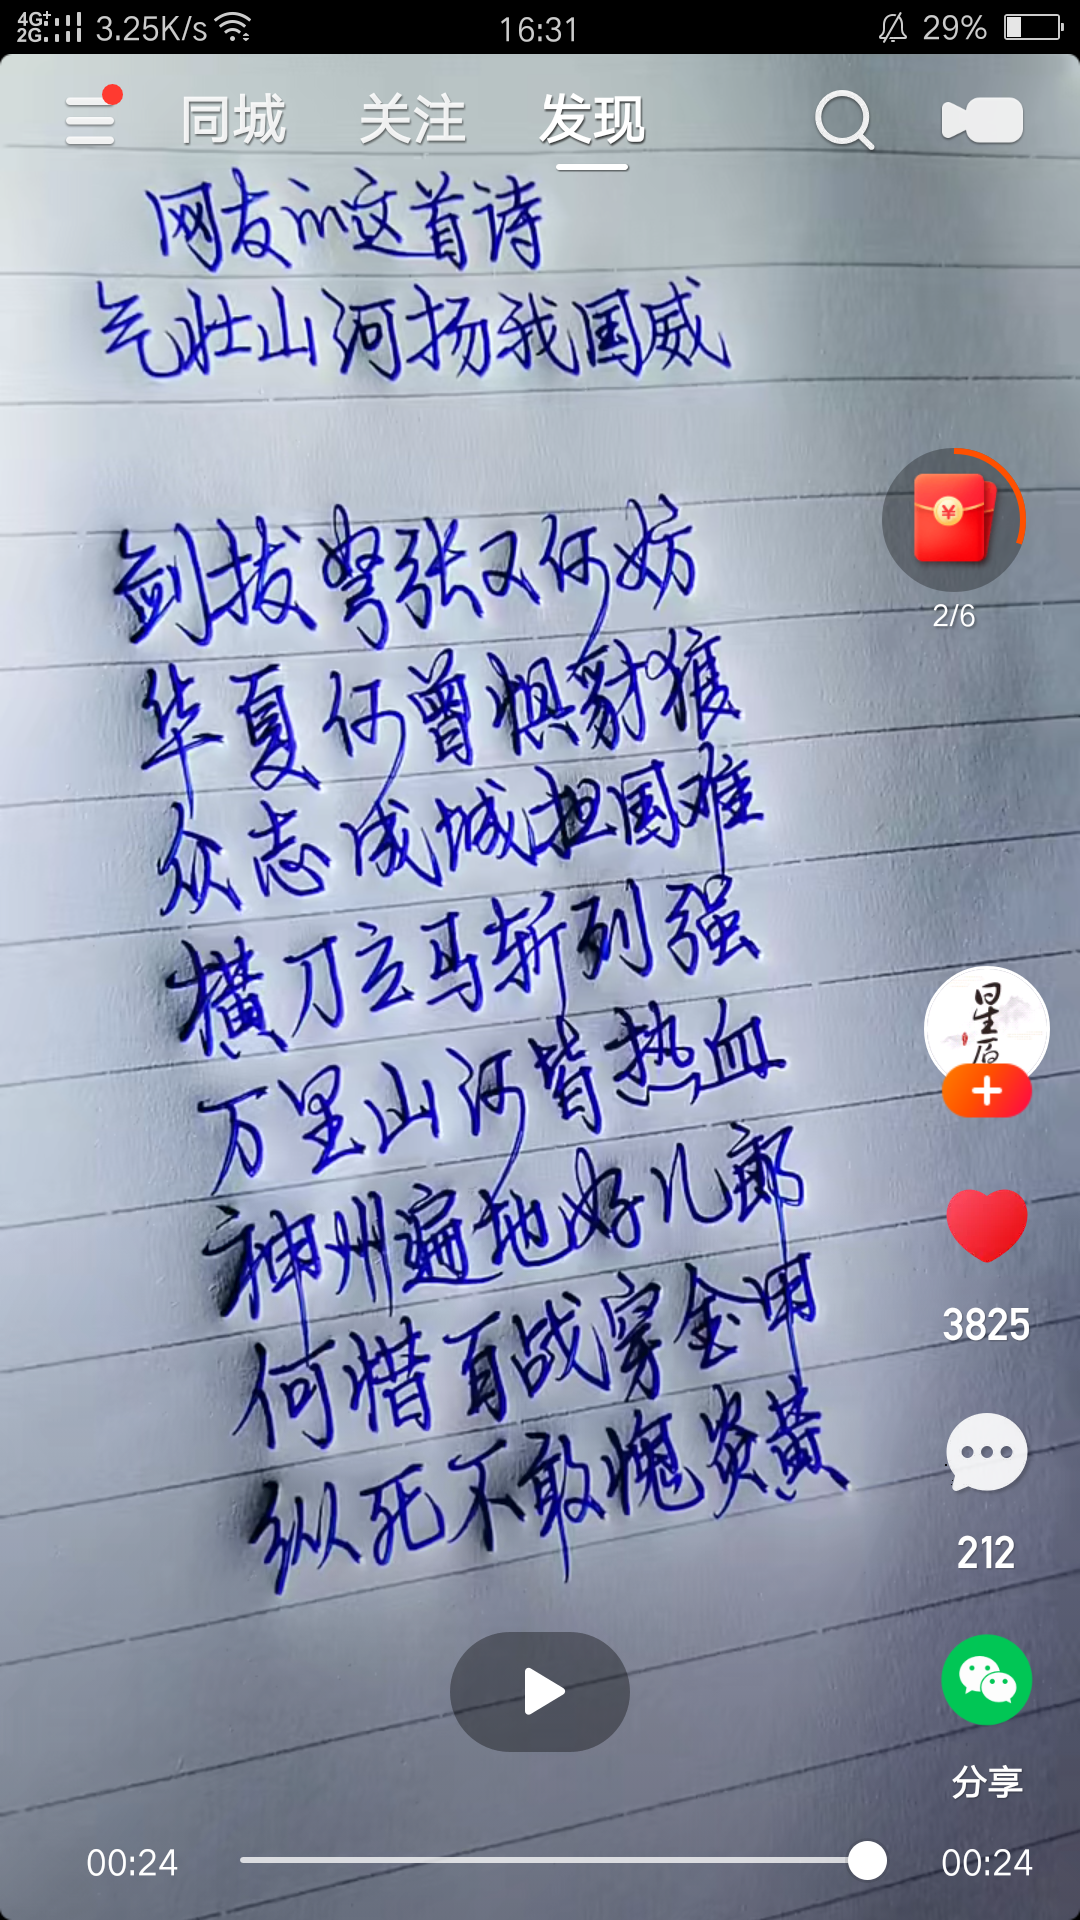 4G+ 2G 3.25K/s 16:31 29%
同城 关注 发现
网友的这首诗
气壮山河扬我国威
2/6
剑拔弩张又何妨
华夏何曾惧豺狼
众志成城担国难
横刀立马斩列强
万里山河皆热血
神州遍地好儿郎
何惜百战穿金甲
纵死不敢愧炎黄
3825
212
分享
00:24 00:24